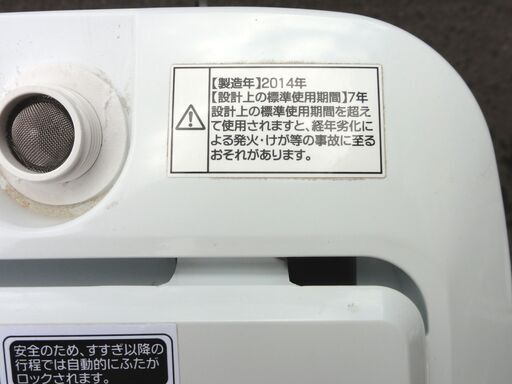 【製造年】2014年
【設計上の標準使用期間】7年
設計上の標準使用期間を超え
て使用されますと、経年劣化に
よる発火・けが等の事故に至る
おそれがあります。
安全のため、すすぎ以降の
行程では自動的にふたが
ロックされます。